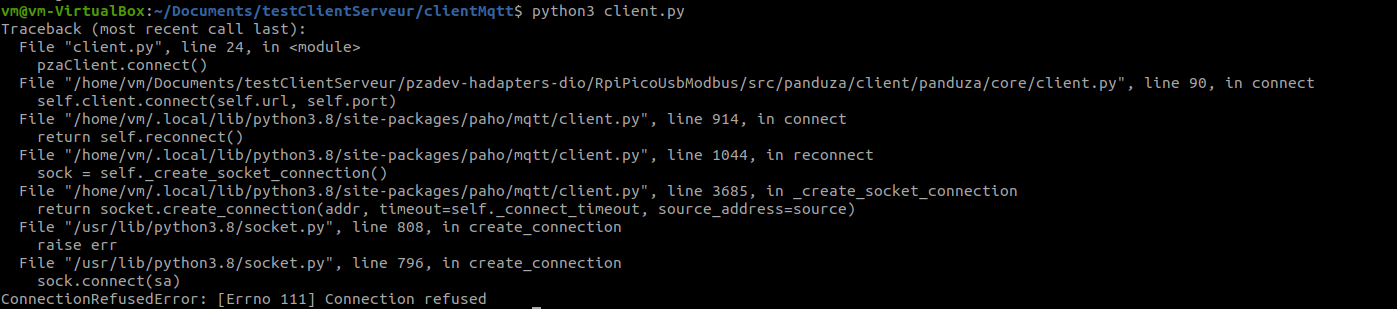 vm@vm-VirtualBox:~/Documents/testClientServeur/clientMqtt$ python3 client.py
Traceback (most recent call last):
  File "client.py", line 24, in <module>
    pzaClient.connect()
  File "/home/vm/Documents/testClientServeur/pzadev-hadapters-dio/RpiPicoUsbModbus/src/panduza/client/panduza/core/client.py", line 90, in connect
    self.client.connect(self.url, self.port)
  File "/home/vm/.local/lib/python3.8/site-packages/paho/mqtt/client.py", line 914, in connect
    return self.reconnect()
  File "/home/vm/.local/lib/python3.8/site-packages/paho/mqtt/client.py", line 1044, in reconnect
    sock = self._create_socket_connection()
  File "/home/vm/.local/lib/python3.8/site-packages/paho/mqtt/client.py", line 3685, in _create_socket_connection
    return socket.create_connection(addr, timeout=self._connect_timeout, source_address=source)
  File "/usr/lib/python3.8/socket.py", line 808, in create_connection
    raise err
  File "/usr/lib/python3.8/socket.py", line 796, in create_connection
    sock.connect(sa)
ConnectionRefusedError: [Errno 111] Connection refused